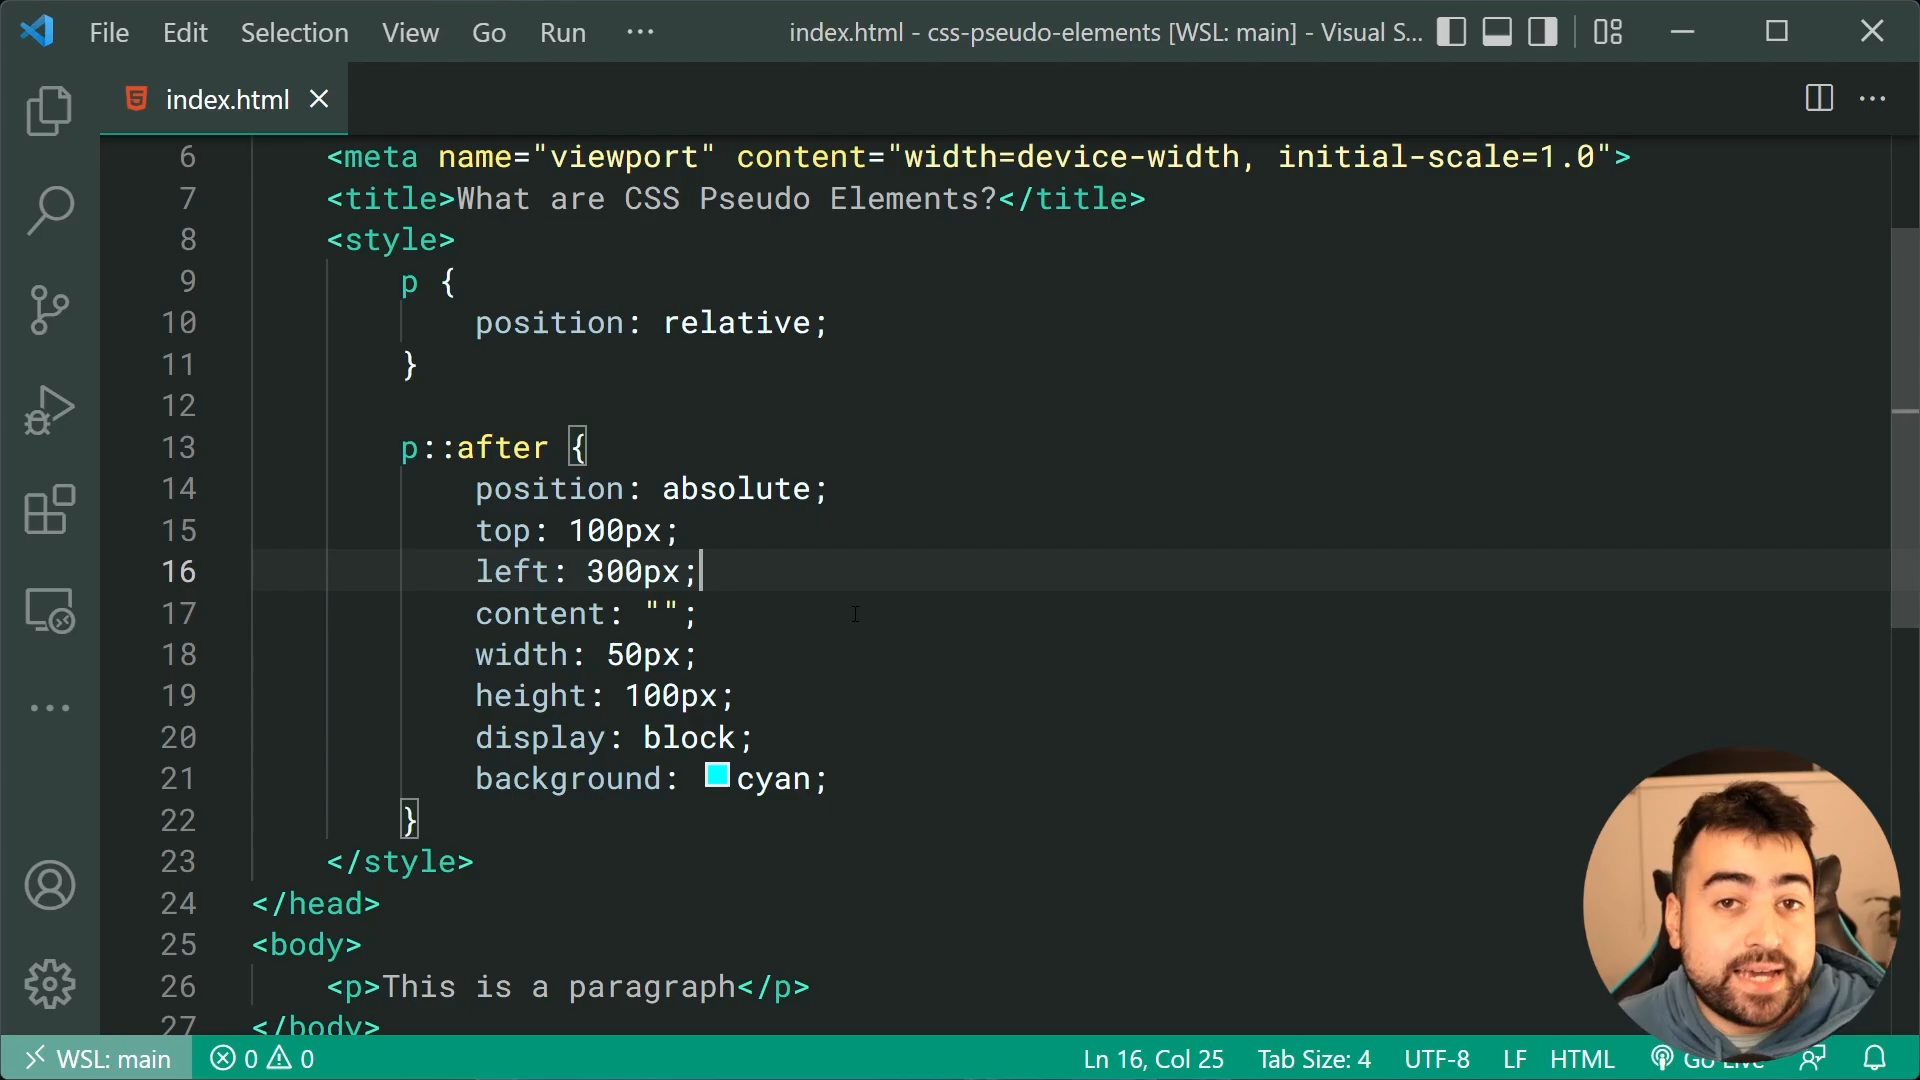 File Edit Selection View Go Run ··· index.html - css-pseudo-elements [WSL: main] - Visual S...
index.html
6 <meta name="viewport" content="width=device-width, initial-scale=1.0">
7 <title>What are CSS Pseudo Elements?</title>
8 <style>
9 p {
10 position: relative;
11 }
12
13 p::after {
14 position: absolute;
15 top: 100px;
16 left: 300px;
17 content: "";
18 width: 50px;
19 height: 100px;
20 display: block;
21 background: cyan;
22 }
23 </style>
24 </head>
25 <body>
26 <p>This is a paragraph</p>
27 </body>
WSL: main 0 0 Ln 16, Col 25 Tab Size: 4 UTF-8 LF HTML Go Live